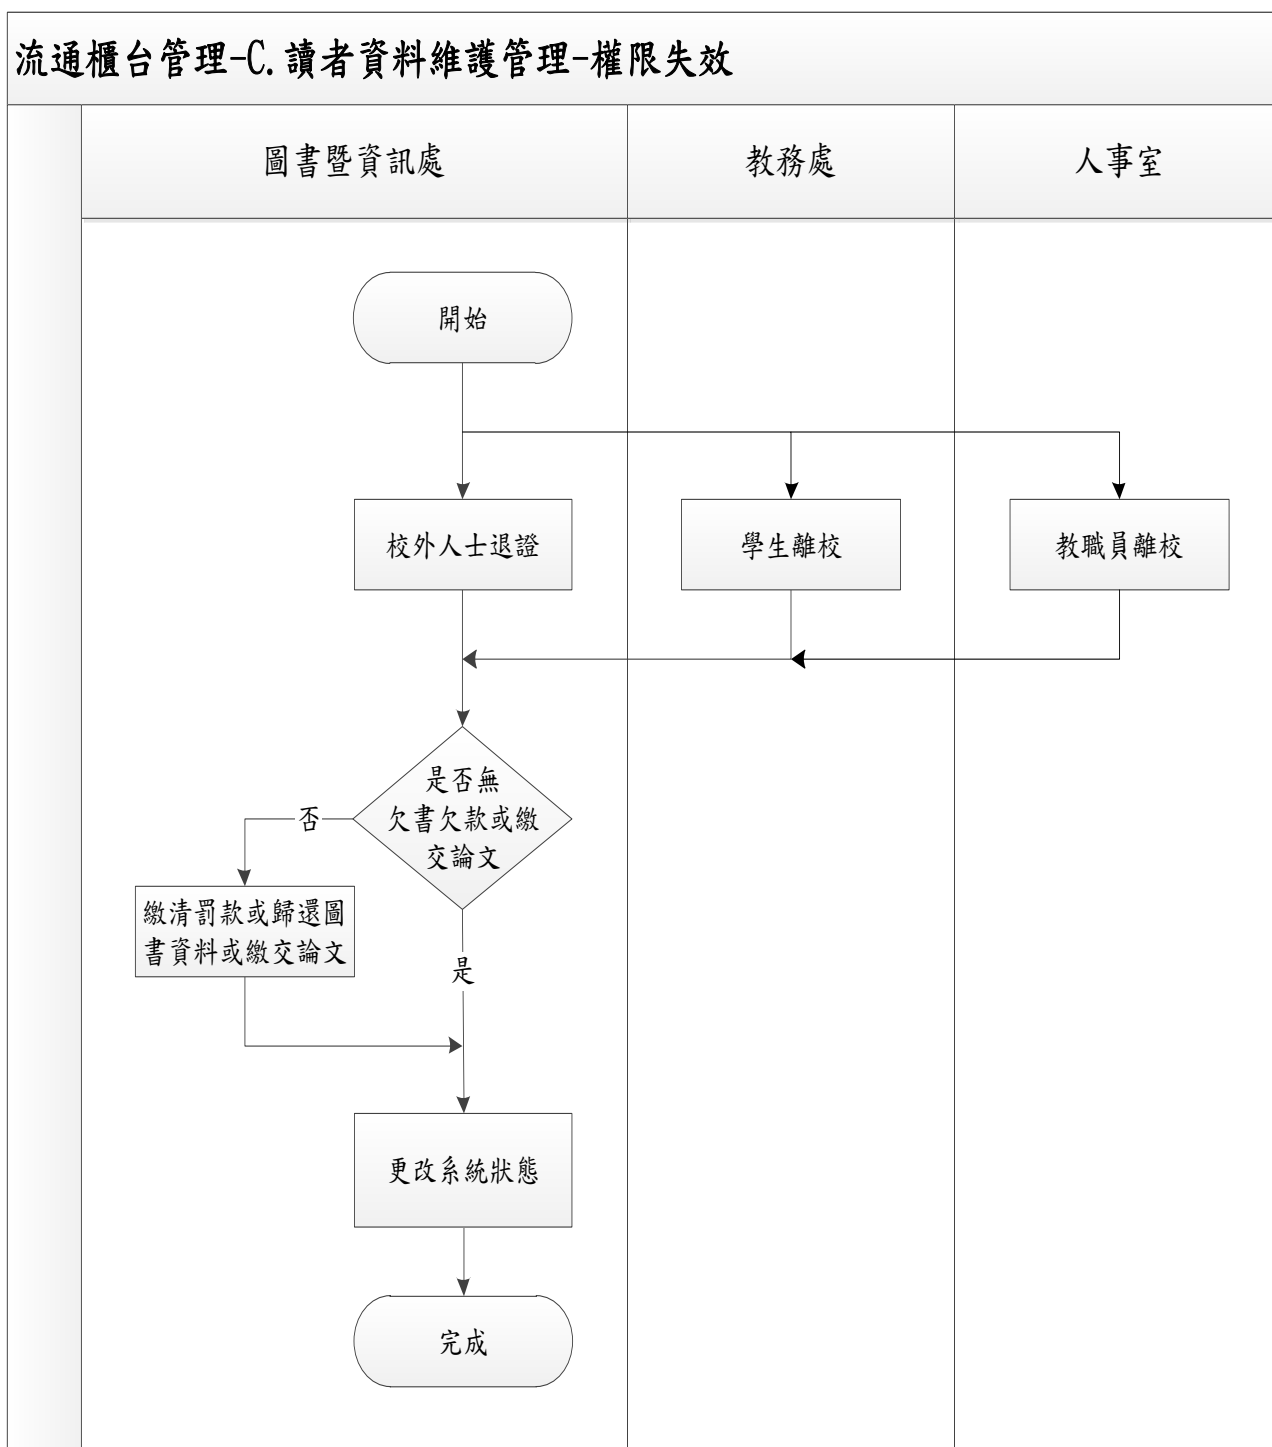 流通櫃台管理-C.讀者資料維護管理-權限失效
圖書暨資訊處
教務處
人事室
開始
校外人士退證
學生離校
教職員離校
是否無
欠書欠款或繳
交論文
否
繳清罰款或歸還圖
書資料或繳交論文
是
更改系統狀態
完成